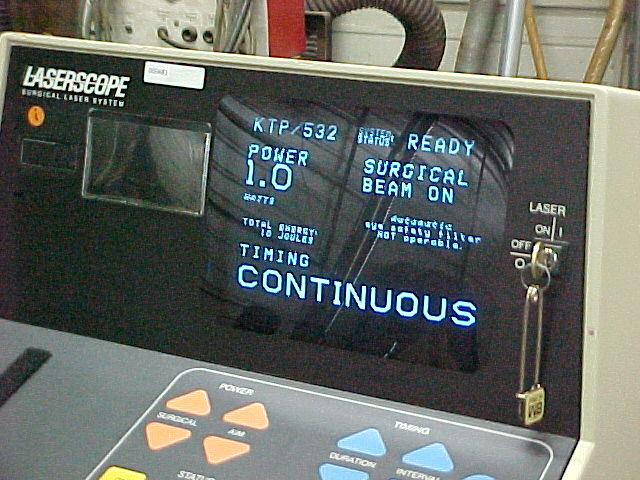 LASERSCOPE
SURGICAL LASER SYSTEM
KTP/532
SYSTEM STATUS: READY
POWER
1.0
WATTS
SURGICAL
BEAM ON
TOTAL ENERGY:
10 JOULES
Automatic
eye safety filter
NOT operable.
TIMING
CONTINUOUS
LASER
ON
I
OFF
O
POWER
SURGICAL
AIM
TIMING
DURATION
INTERVAL